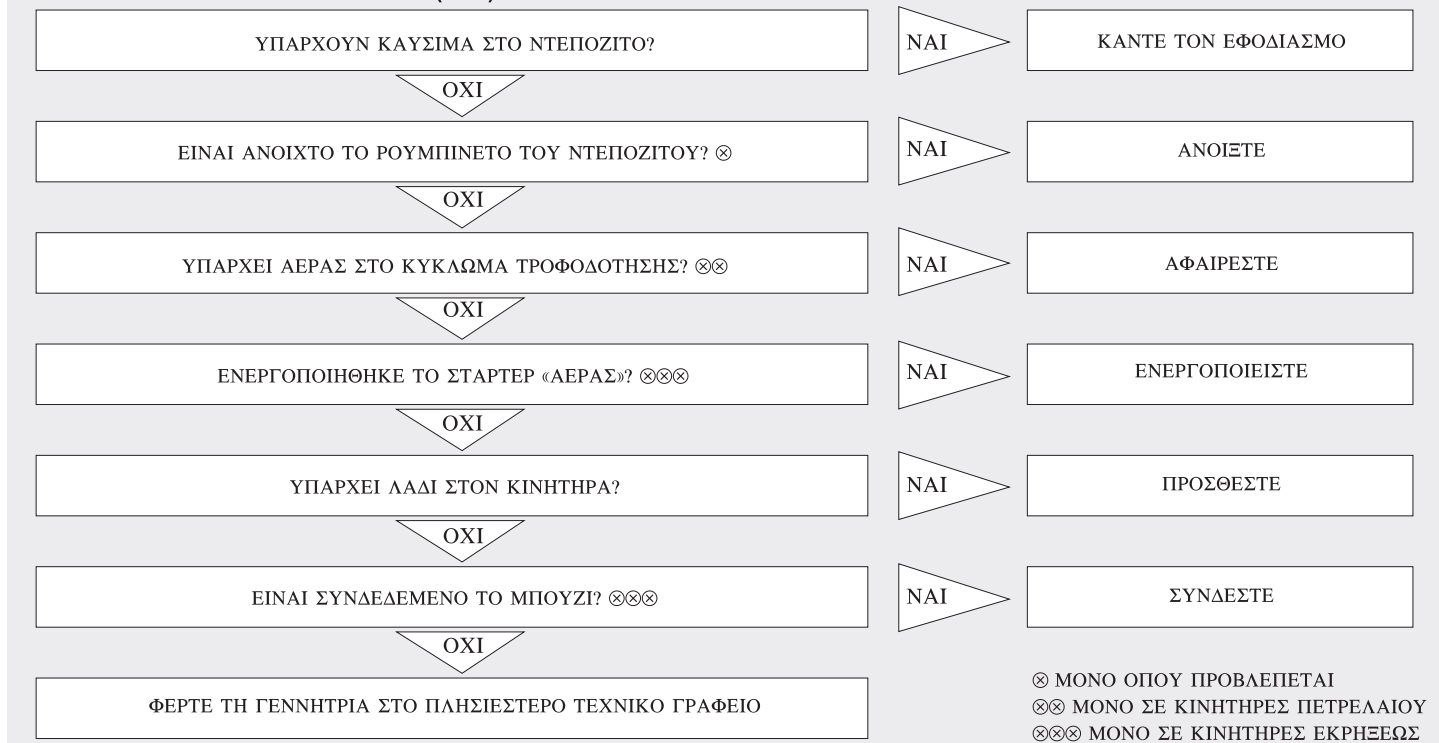 ΥΠΑΡΧΟΥΝ ΚΑΥΣΙΜΑ ΣΤΟ ΝΤΕΠΟΖΙΤΟ?
ΝΑΙ
ΚΑΝΤΕ ΤΟΝ ΕΦΟΔΙΑΣΜΟ
ΟΧΙ
ΕΙΝΑΙ ΑΝΟΙΧΤΟ ΤΟ ΡΟΥΜΠΙΝΕΤΟ ΤΟΥ ΝΤΕΠΟΖΙΤΟΥ? ⊗
ΝΑΙ
ΑΝΟΙΞΤΕ
ΟΧΙ
ΥΠΑΡΧΕΙ ΑΕΡΑΣ ΣΤΟ ΚΥΚΛΩΜΑ ΤΡΟΦΟΔΟΤΗΣΗΣ? ⊗⊗
ΝΑΙ
ΑΦΑΙΡΕΣΤΕ
ΟΧΙ
ΕΝΕΡΓΟΠΟΙΗΘΗΚΕ ΤΟ ΣΤΑΡΤΕΡ «ΑΕΡΑΣ»? ⊗⊗⊗
ΝΑΙ
ΕΝΕΡΓΟΠΟΙΕΙΣΤΕ
ΟΧΙ
ΥΠΑΡΧΕΙ ΛΑΔΙ ΣΤΟΝ ΚΙΝΗΤΗΡΑ?
ΝΑΙ
ΠΡΟΣΘΕΣΤΕ
ΟΧΙ
ΕΙΝΑΙ ΣΥΝΔΕΔΕΜΕΝΟ ΤΟ ΜΠΟΥΖΙ? ⊗⊗⊗
ΝΑΙ
ΣΥΝΔΕΣΤΕ
ΟΧΙ
ΦΕΡΤΕ ΤΗ ΓΕΝΝΗΤΡΙΑ ΣΤΟ ΠΛΗΣΙΕΣΤΕΡΟ ΤΕΧΝΙΚΟ ΓΡΑΦΕΙΟ
⊗ ΜΟΝΟ ΟΠΟΥ ΠΡΟΒΛΕΠΕΤΑΙ
⊗⊗ ΜΟΝΟ ΣΕ ΚΙΝΗΤΗΡΕΣ ΠΕΤΡΕΛΑΙΟΥ
⊗⊗⊗ ΜΟΝΟ ΣΕ ΚΙΝΗΤΗΡΕΣ ΕΚΡΗΞΕΩΣ